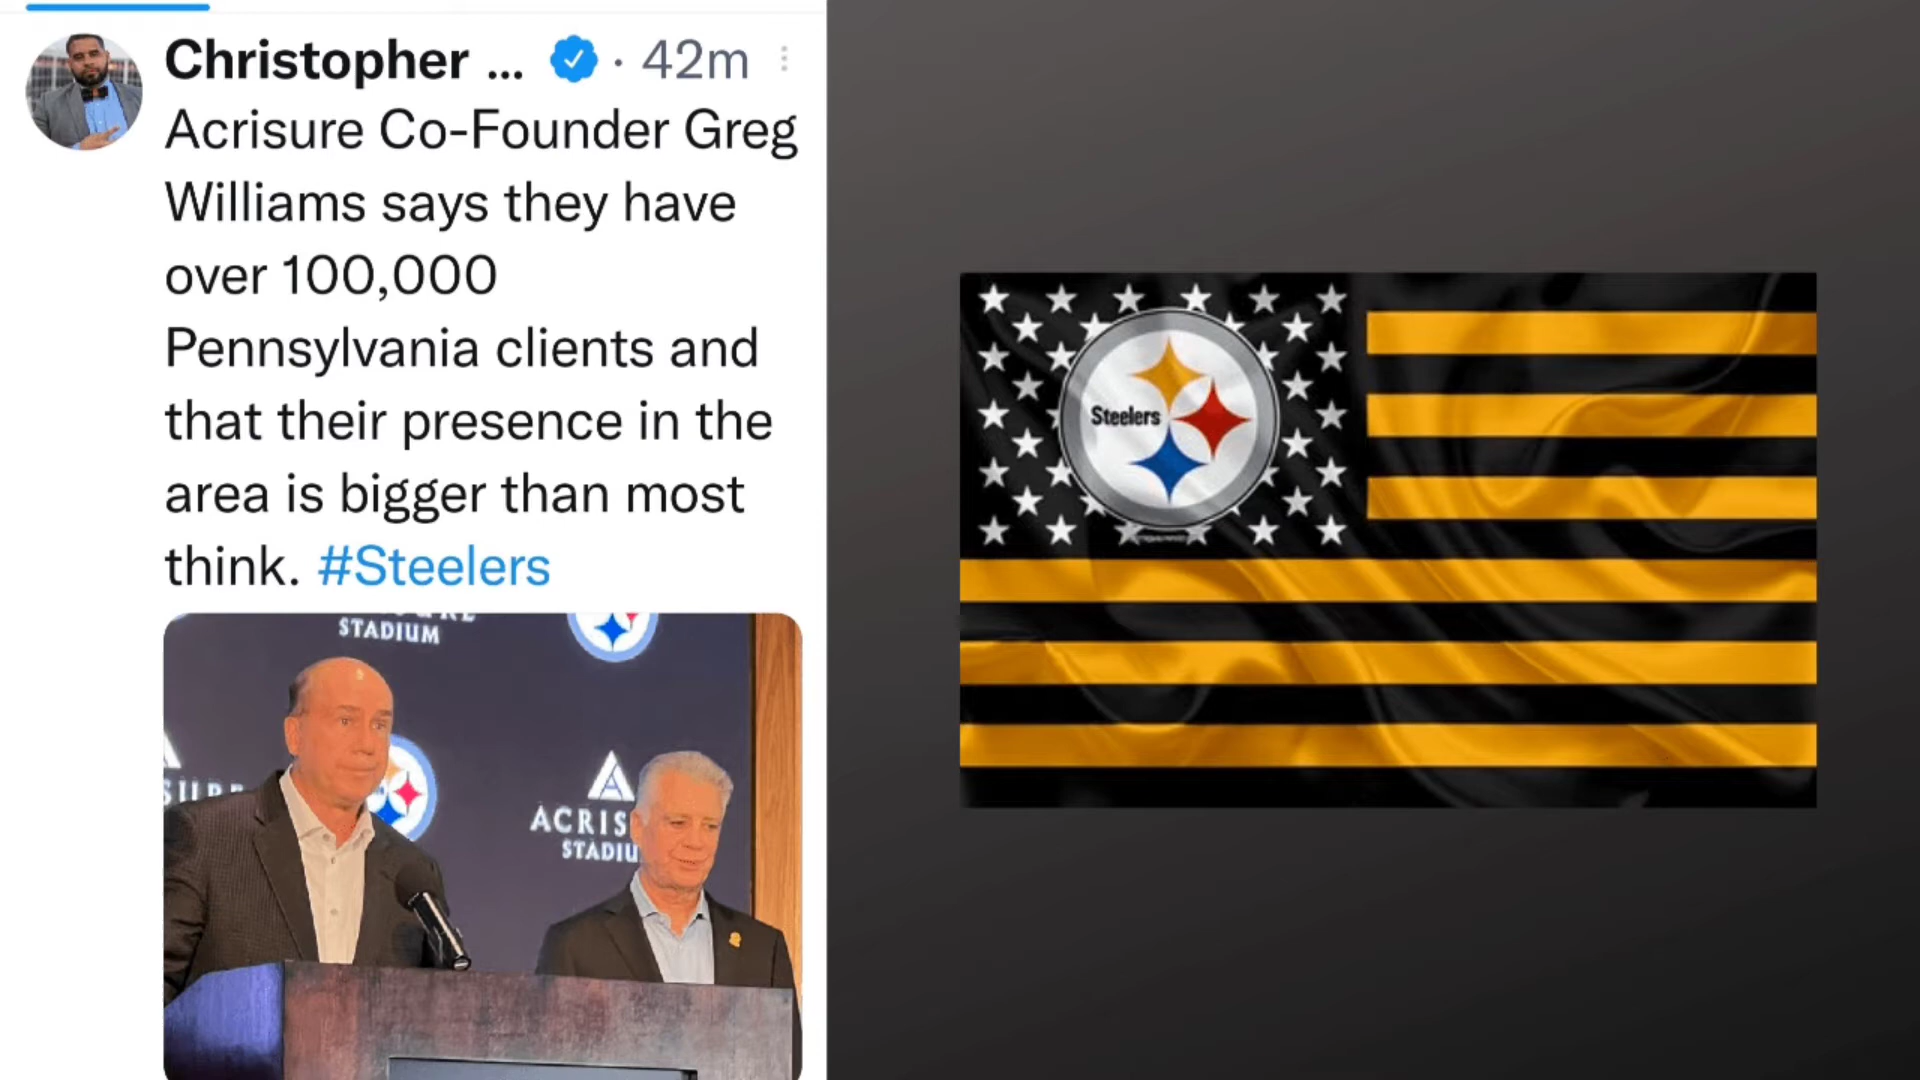 Christopher ... · 42m
Acrisure Co-Founder Greg
Williams says they have
over 100,000
Pennsylvania clients and
that their presence in the
area is bigger than most
think. #Steelers
STADIUM
ACRIS
STADIU
Steelers